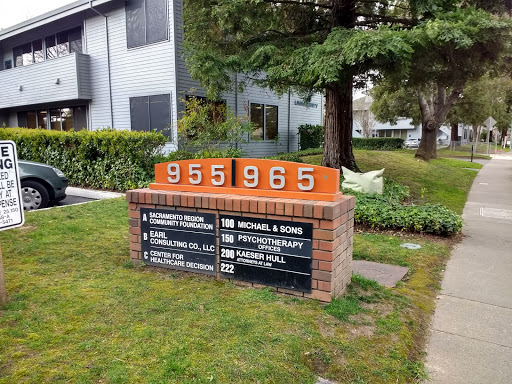 955 965
A SACRAMENTO REGION
COMMUNITY FOUNDATION
B EARL
CONSULTING CO., LLC
C CENTER FOR
HEALTHCARE DECISION
100 MICHAEL & SONS
150 PSYCHOTHERAPY
OFFICES
200 KAESER HULL
ATTORNEYS AT LAW
222